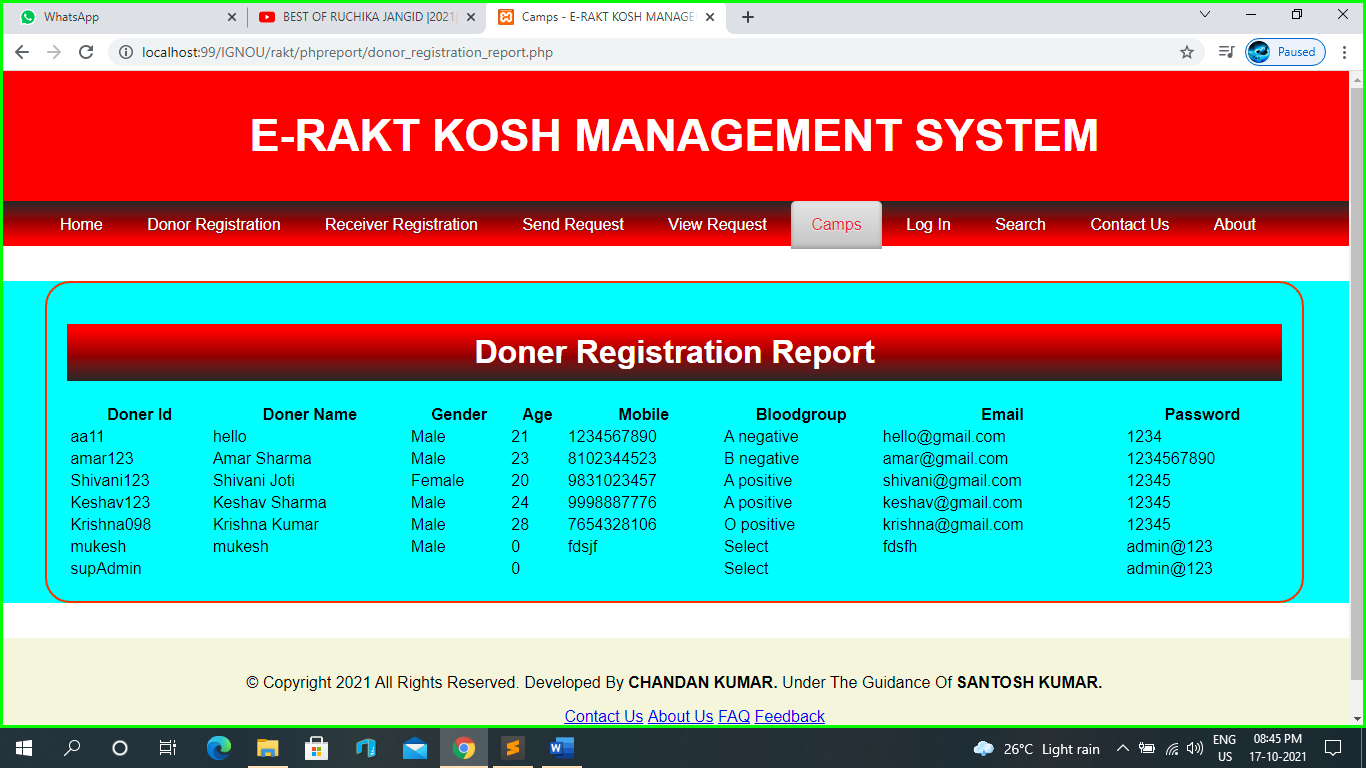 WhatsApp
BEST OF RUCHIKA JANGID |2021|
Camps - E-RAKT KOSH MANAGE
localhost:99/IGNOU/rakt/phpreport/donor_registration_report.php
Paused
E-RAKT KOSH MANAGEMENT SYSTEM
Home Donor Registration Receiver Registration Send Request View Request Camps Log In Search Contact Us About
Doner Registration Report
Doner Id Doner Name Gender Age Mobile Bloodgroup Email Password
aa11 hello Male 21 1234567890 A negative hello@gmail.com 1234
amar123 Amar Sharma Male 23 8102344523 B negative amar@gmail.com 1234567890
Shivani123 Shivani Joti Female 20 9831023457 A positive shivani@gmail.com 12345
Keshav123 Keshav Sharma Male 24 9998887776 A positive keshav@gmail.com 12345
Krishna098 Krishna Kumar Male 28 7654328106 O positive krishna@gmail.com 12345
mukesh mukesh Male 0 fdsjf Select fdsfh admin@123
supAdmin 0 Select admin@123
© Copyright 2021 All Rights Reserved. Developed By CHANDAN KUMAR. Under The Guidance Of SANTOSH KUMAR.
Contact Us About Us FAQ Feedback
26°C Light rain
ENG
US
08:45 PM
17-10-2021